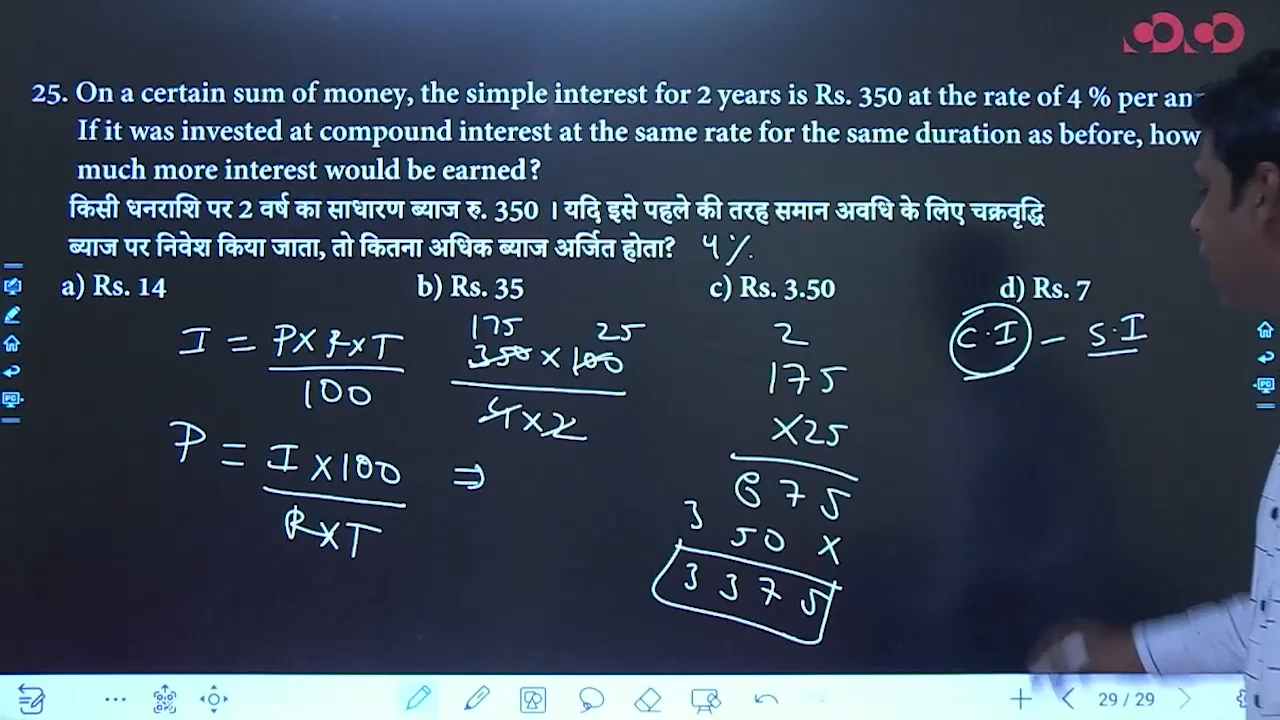 25. On a certain sum of money, the simple interest for 2 years is Rs. 350 at the rate of 4 % per an
If it was invested at compound interest at the same rate for the same duration as before, how
much more interest would be earned?
किसी धनराशि पर 2 वर्ष का साधारण ब्याज रु. 350 । यदि इसे पहले की तरह समान अवधि के लिए चक्रवृद्धि
ब्याज पर निवेश किया जाता, तो कितना अधिक ब्याज अर्जित होता? 4%.
a) Rs. 14 b) Rs. 35 c) Rs. 3.50 d) Rs. 7
I = P×R×T / 100
175 25
350 × 100
4×2
P = I×100 / R×T ⇒
2
175
×25
875
3
50 ×
3375
C.I - S.I
29 / 29